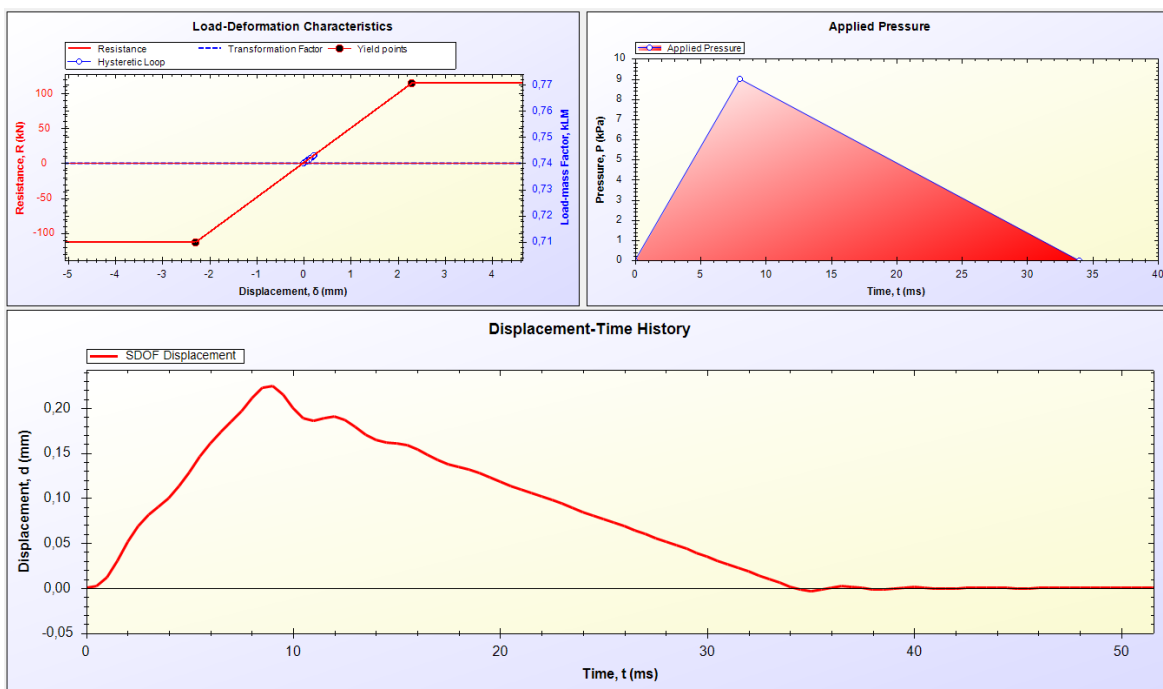 Load-Deformation Characteristics
Resistance Transformation Factor Yield points
Hysteretic Loop
Resistance, R (kN)
100
50
0
-50
-100
0,77
0,76
0,75
0,74
0,73
0,72
0,71
Load-mass Factor, kLM
-5 -4 -3 -2 -1 0 1 2 3 4
Displacement, δ (mm)
Applied Pressure
Applied Pressure
Pressure, P (kPa)
10
9
8
7
6
5
4
3
2
1
0
0 5 10 15 20 25 30 35 40
Time, t (ms)
Displacement-Time History
SDOF Displacement
Displacement, d (mm)
0,20
0,15
0,10
0,05
0,00
-0,05
0 10 20 30 40 50
Time, t (ms)